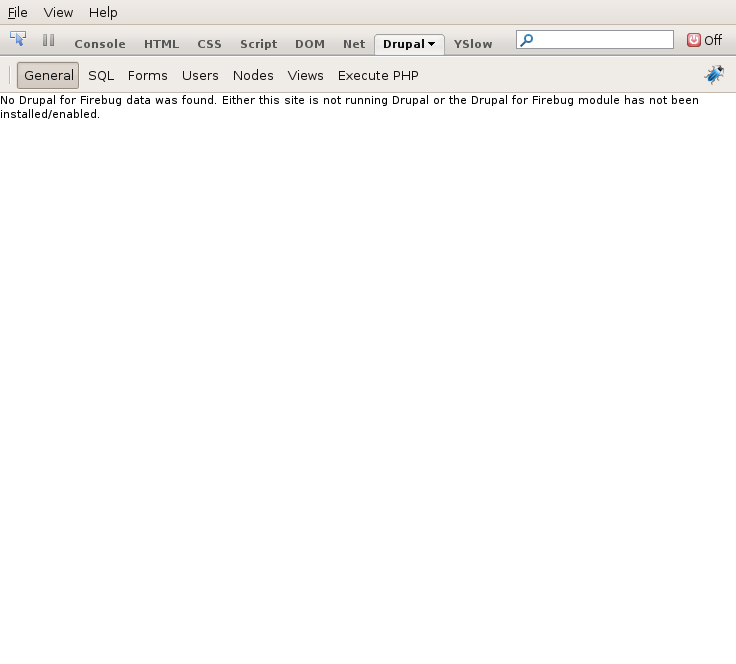 File View Help
Console HTML CSS Script DOM Net Drupal YSlow Off
General SQL Forms Users Nodes Views Execute PHP
No Drupal for Firebug data was found. Either this site is not running Drupal or the Drupal for Firebug module has not been
installed/enabled.